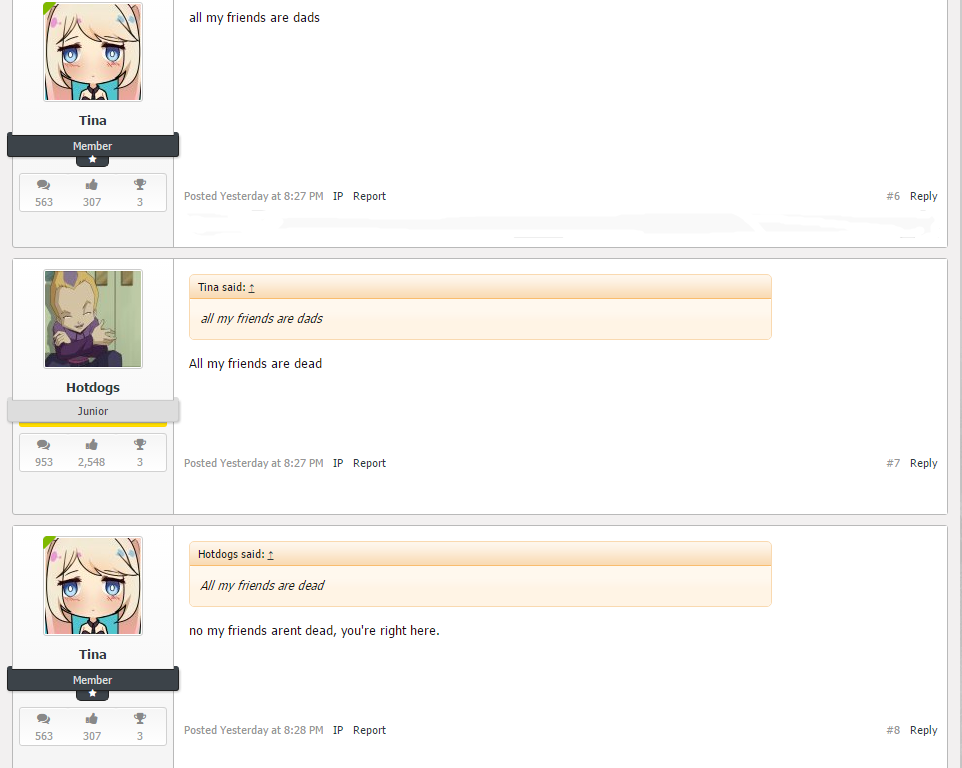 all my friends are dads
Tina
Member
563 307 3
Posted Yesterday at 8:27 PM IP Report #6 Reply
Tina said: ↑
all my friends are dads
All my friends are dead
Hotdogs
Junior
953 2,548 3
Posted Yesterday at 8:27 PM IP Report #7 Reply
Hotdogs said: ↑
All my friends are dead
no my friends arent dead, you're right here.
Tina
Member
563 307 3
Posted Yesterday at 8:28 PM IP Report #8 Reply